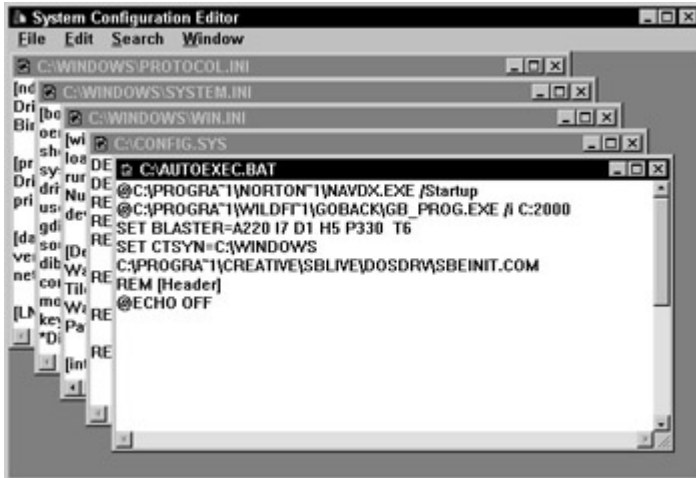 System Configuration Editor
File Edit Search Window
C:\WINDOWS\PROTOCOL.INI
C:\WINDOWS\SYSTEM.INI
C:\WINDOWS\WIN.INI
C:\CONFIG.SYS
C:\AUTOEXEC.BAT
@C:\PROGRA~1\NORTON~1\NAVDX.EXE /Startup
@C:\PROGRA~1\WILDFI~1\GOBACK\GB_PROG.EXE /i C:2000
SET BLASTER=A220 I7 D1 H5 P330 T6
SET CTSYN=C:\WINDOWS
C:\PROGRA~1\CREATIVE\SBLIVE\DOSDRV\SBEINIT.COM
REM [Header]
@ECHO OFF